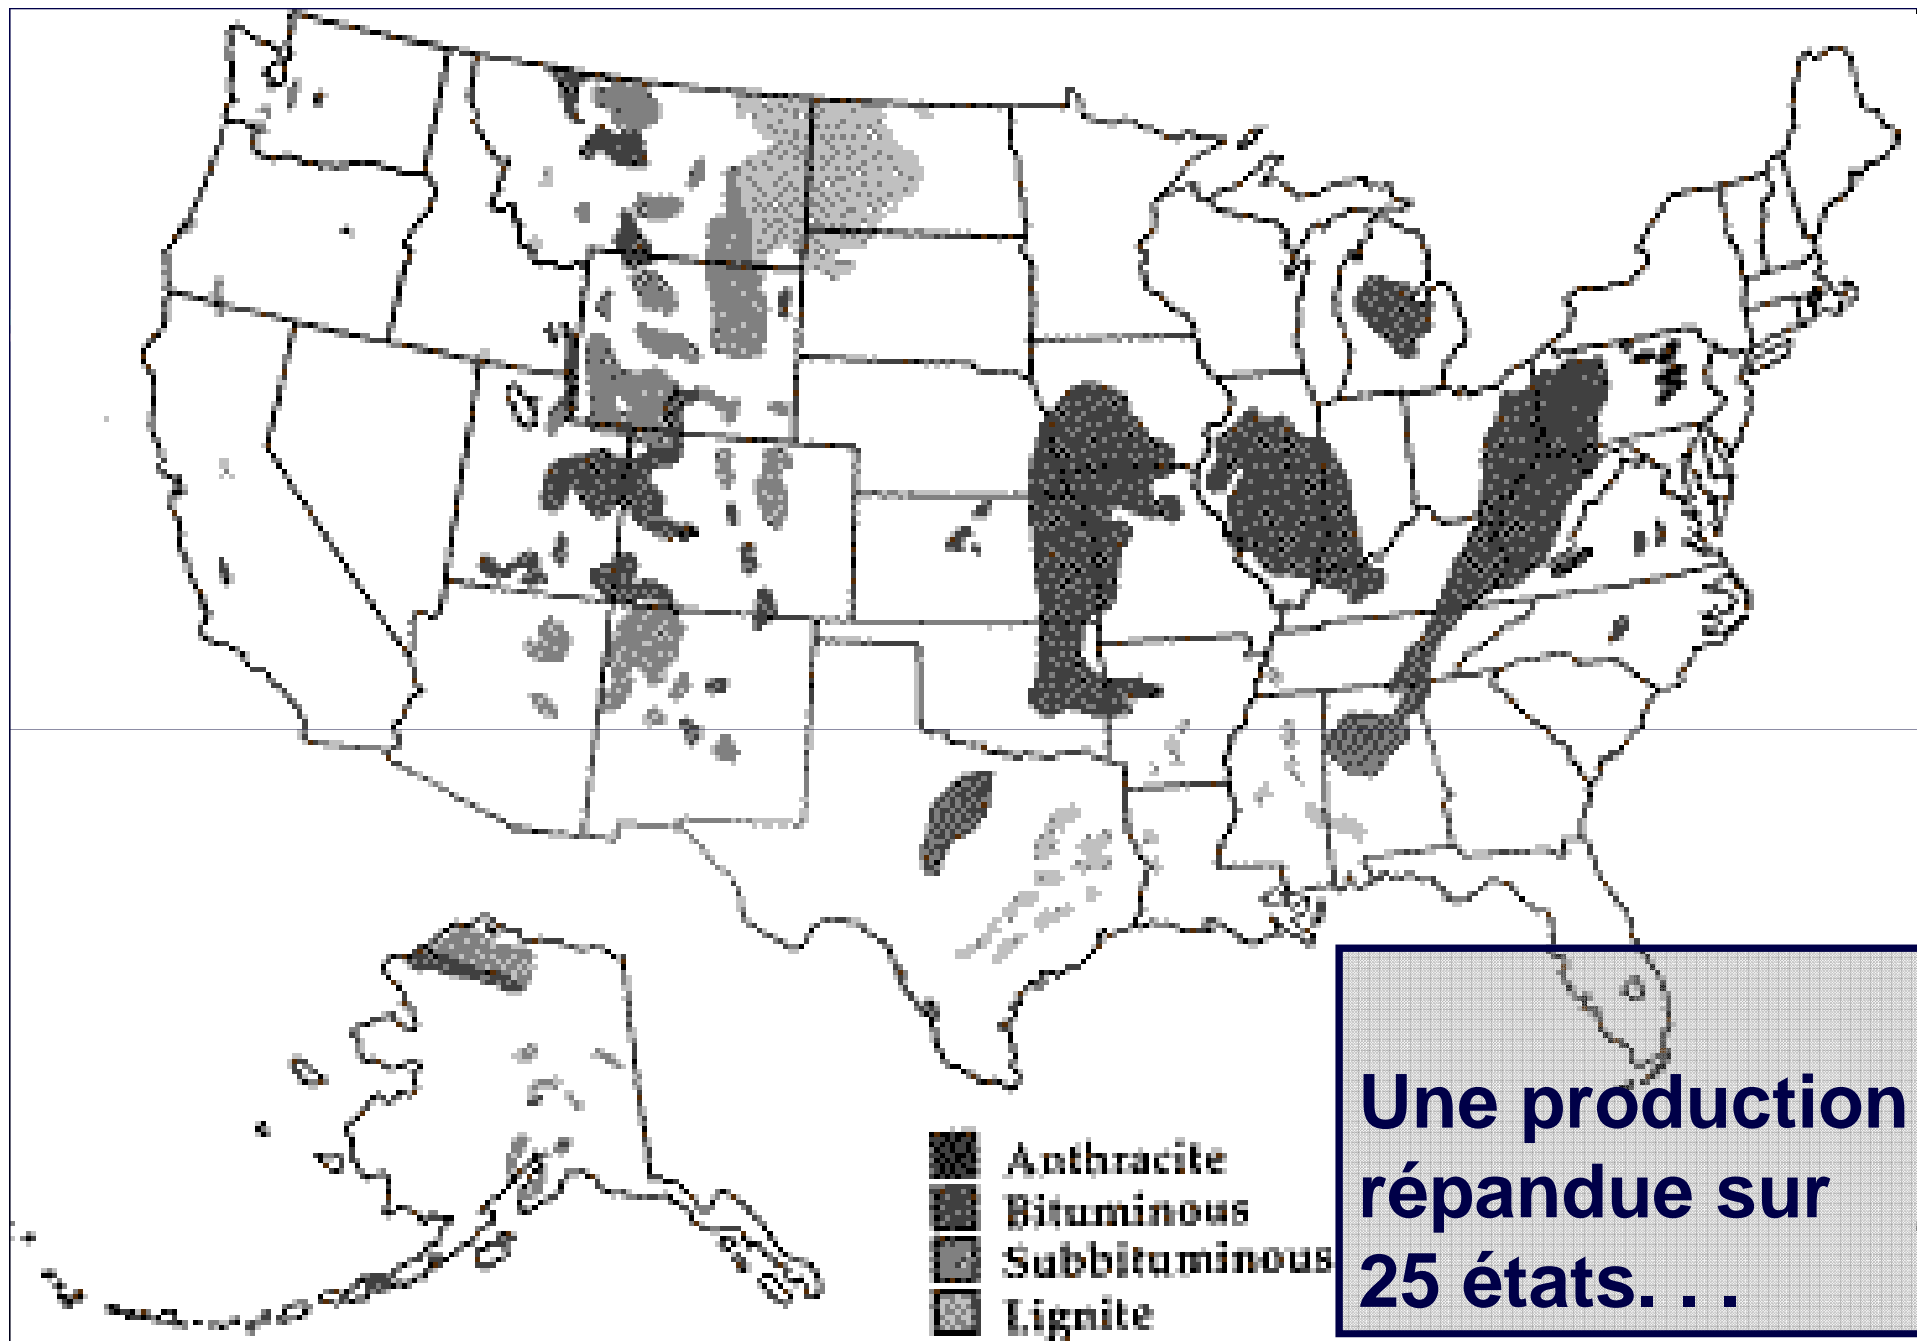 Anthracite
Bituminous
Subbituminous
Lignite
Une production
répandue sur
25 états. . .